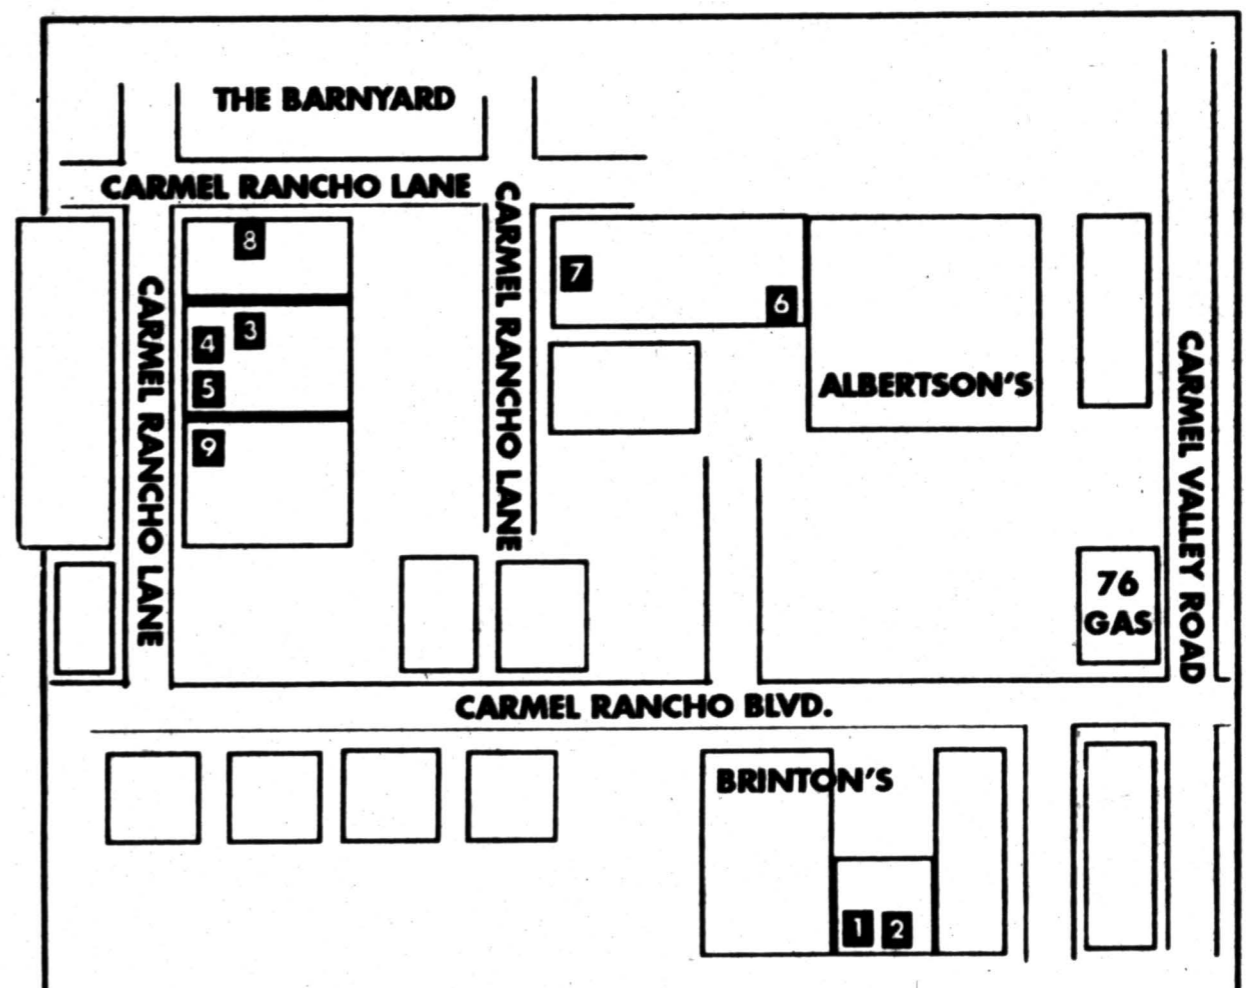 THE BARNYARD
CARMEL RANCHO LANE
CARMEL RANCHO LANE
CARMEL RANCHO LANE
8
7
6
3
4
5
9
ALBERTSON'S
CARMEL VALLEY ROAD
76
GAS
CARMEL RANCHO BLVD.
BRINTON'S
1
2